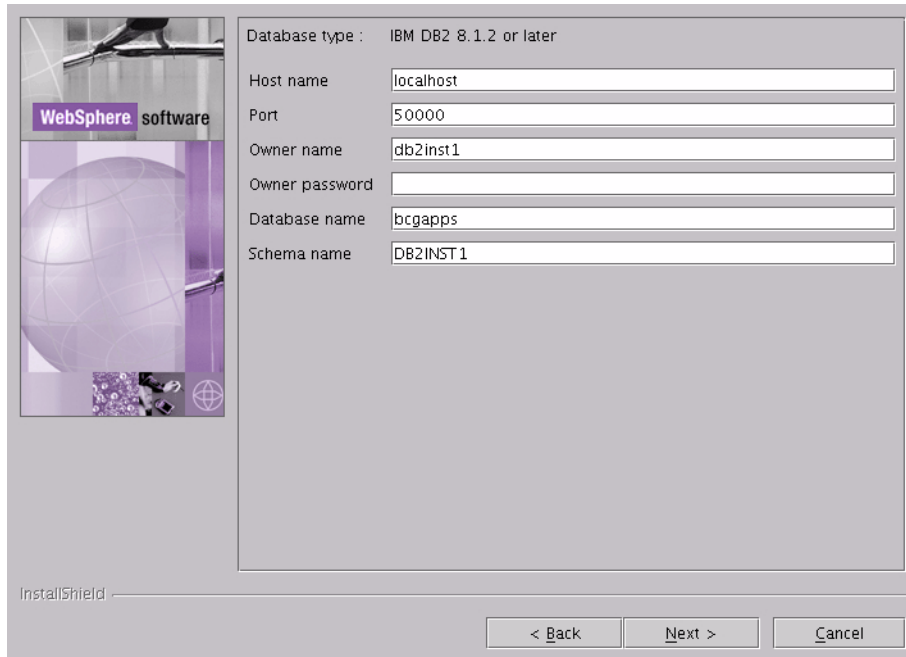 WebSphere. software
Database type : IBM DB2 8.1.2 or later
Host name localhost
Port 50000
Owner name db2inst1
Owner password
Database name bcgapps
Schema name DB2INST1
InstallShield
< Back Next > Cancel